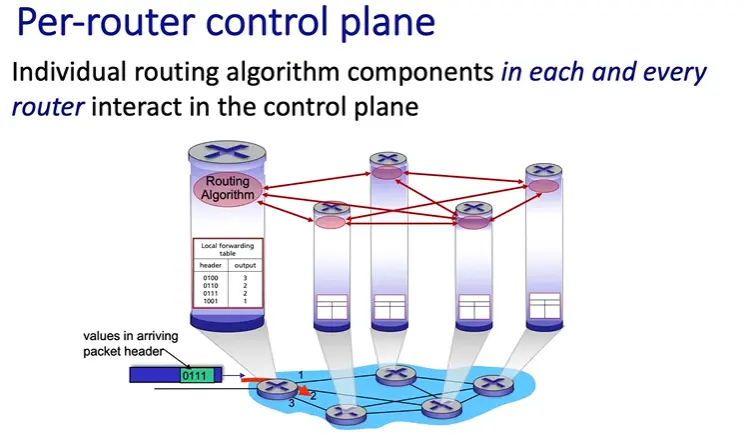 Per-router control plane
Individual routing algorithm components in each and every
router interact in the control plane
Routing
Algorithm
Local forwarding
table
header output
0100 3
0110 2
0111 2
1001 1
values in arriving
packet header
0111
1
2
3